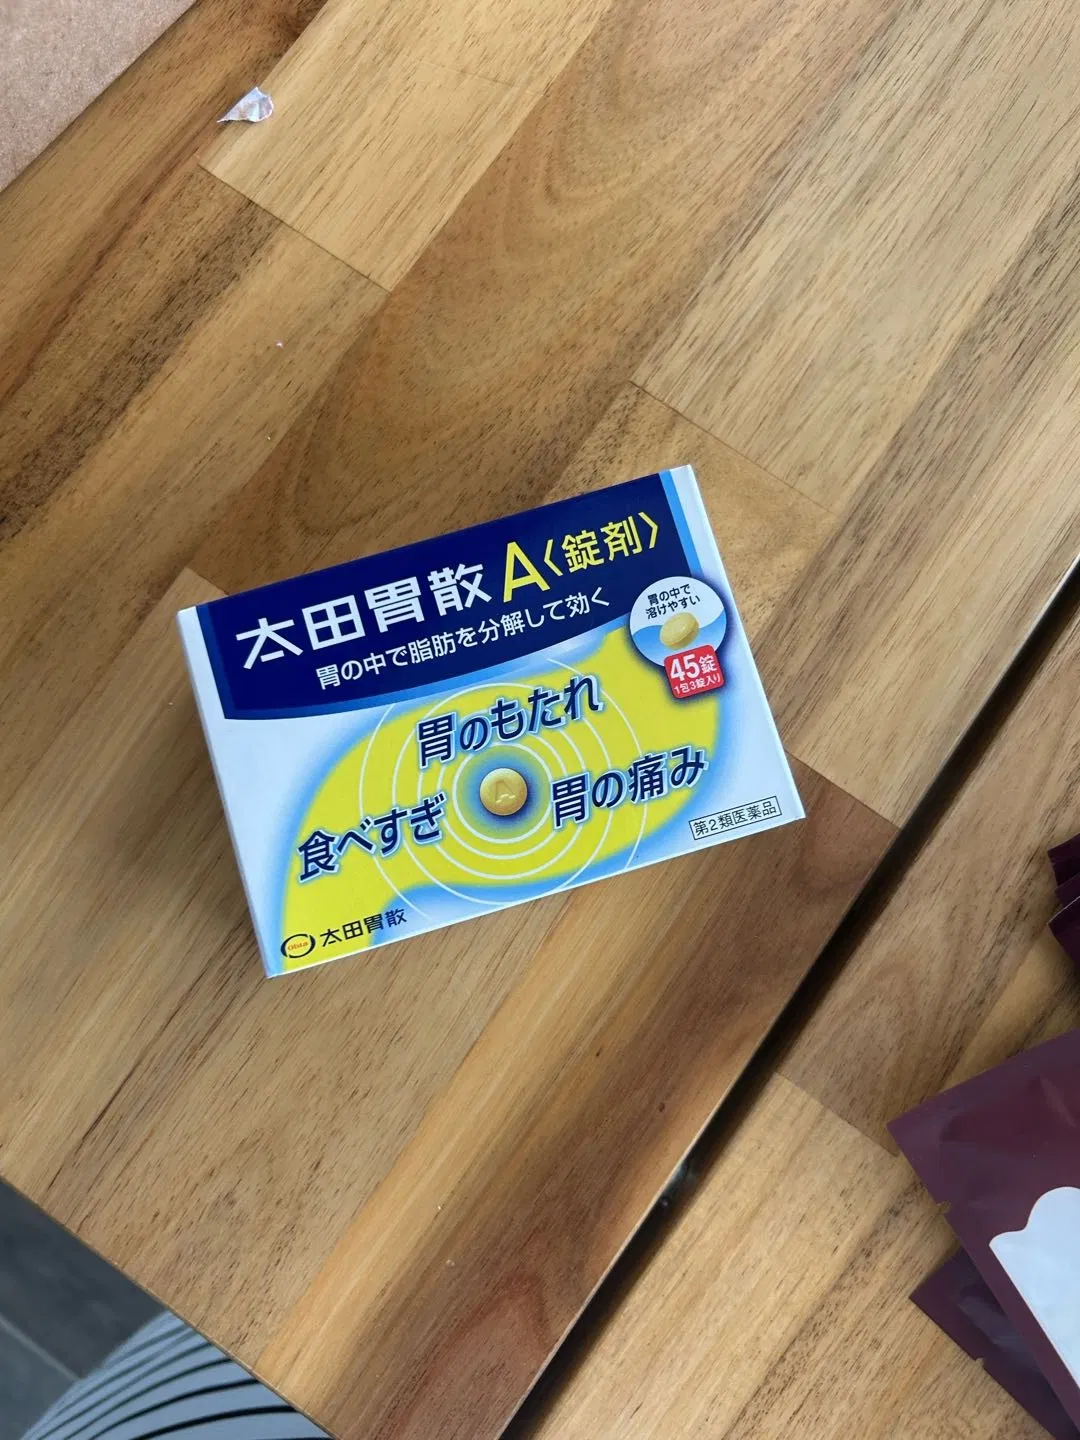 太田胃散A〈錠剤〉
胃の中で脂肪を分解して効く
胃の中で
溶けやすい
45錠
1包3錠入り
胃のもたれ
食べすぎ
胃の痛み
A
第2類医薬品
Ohta
太田胃散